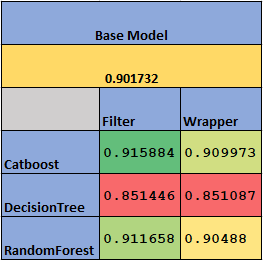 Base Model
0.901732
Filter Wrapper
Catboost 0.915884 0.909973
DecisionTree 0.851446 0.851087
RandomForest 0.911658 0.90488